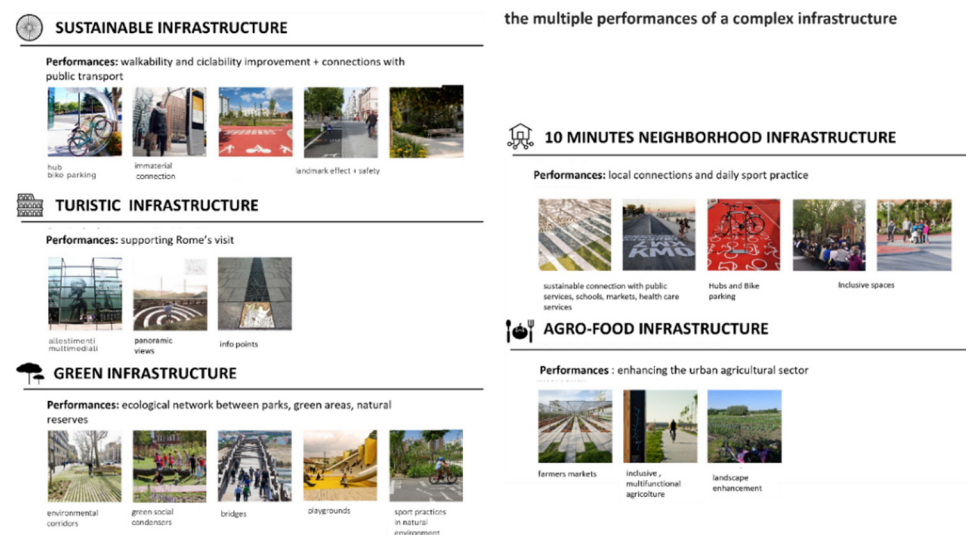 SUSTAINABLE INFRASTRUCTURE
Performances: walkability and ciclability improvement + connections with
public transport
hub
bike parking
immaterial
connection
landmark effect + safety
TURISTIC INFRASTRUCTURE
Performances: supporting Rome's visit
allestimenti
multimediali
panoramic
views
info points
GREEN INFRASTRUCTURE
Performances: ecological network between parks, green areas, natural
reserves
environmental
corridors
green social
condensers
bridges
playgrounds
sport practices
in natural
environment
the multiple performances of a complex infrastructure
10 MINUTES NEIGHBORHOOD INFRASTRUCTURE
Performances: local connections and daily sport practice
KM0
sustainable connection with public
services, schools, markets, health care
services
Hubs and Bike
parking
Inclusive spaces
AGRO-FOOD INFRASTRUCTURE
Performances : enhancing the urban agricultural sector
farmers markets
inclusive ,
multifunctional
agricolture
landscape
enhancement